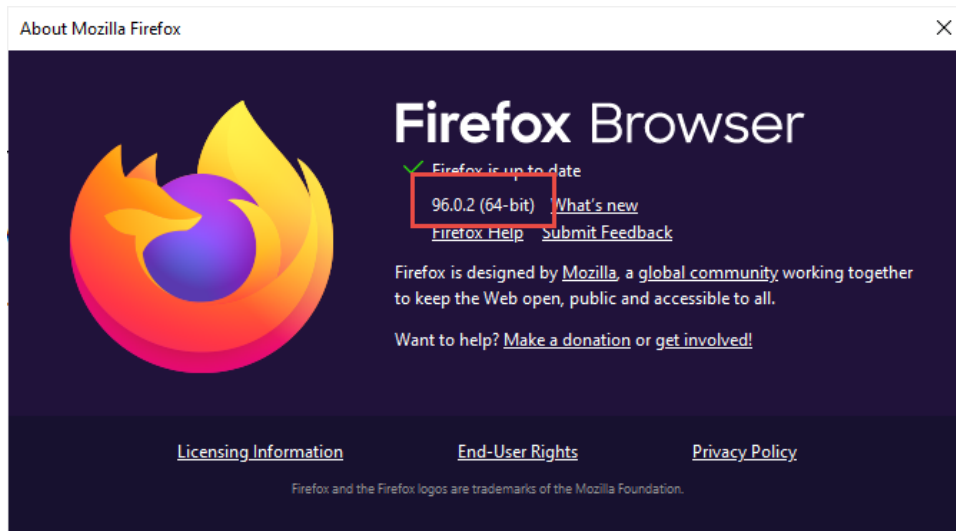 About Mozilla Firefox
Firefox Browser
Firefox is up to date
96.0.2 (64-bit) What's new
Firefox Help Submit Feedback
Firefox is designed by Mozilla, a global community working together
to keep the Web open, public and accessible to all.
Want to help? Make a donation or get involved!
Licensing Information End-User Rights Privacy Policy
Firefox and the Firefox logos are trademarks of the Mozilla Foundation.